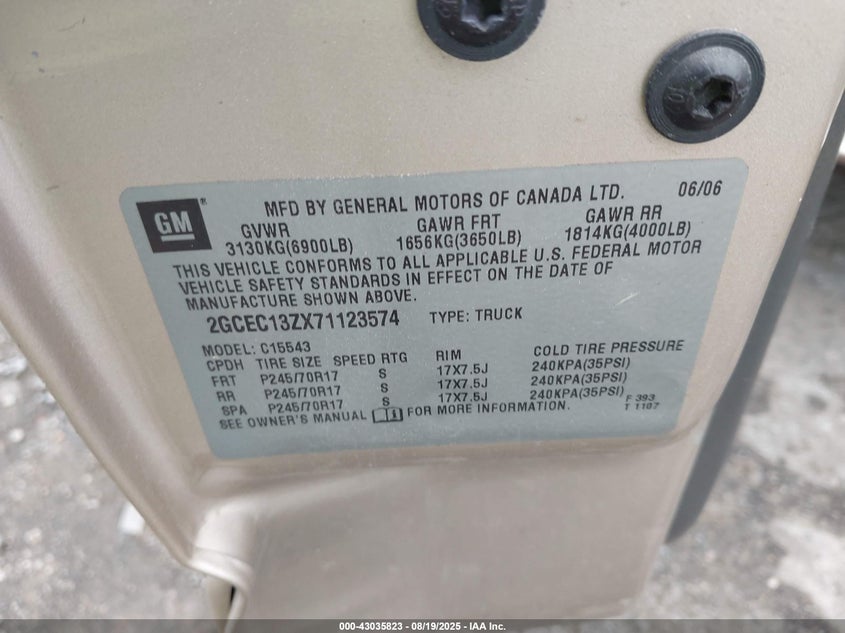 GM
MFD BY GENERAL MOTORS OF CANADA LTD. 06/06
GVWR GAWR FRT GAWR RR
3130KG(6900LB) 1656KG(3650LB) 1814KG(4000LB)
THIS VEHICLE CONFORMS TO ALL APPLICABLE U.S. FEDERAL MOTOR
VEHICLE SAFETY STANDARDS IN EFFECT ON THE DATE OF
MANUFACTURE SHOWN ABOVE.
2GCEC13ZX71123574 TYPE: TRUCK
MODEL: C15543
CPDH TIRE SIZE SPEED RTG RIM COLD TIRE PRESSURE
FRT P245/70R17 S 17X7.5J 240KPA(35PSI)
RR P245/70R17 S 17X7.5J 240KPA(35PSI)
SPA P245/70R17 S 17X7.5J 240KPA(35PSI)
SEE OWNER'S MANUAL FOR MORE INFORMATION.
F 393
T 1107
000-43035823 - 08/19/2025 - IAA Inc.